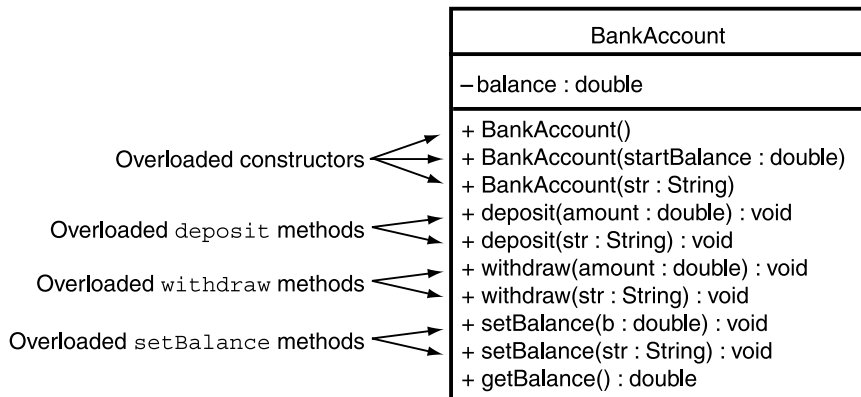 BankAccount
–balance : double
Overloaded constructors
+ BankAccount()
+ BankAccount(startBalance : double)
+ BankAccount(str : String)
Overloaded deposit methods
+ deposit(amount : double) : void
+ deposit(str : String) : void
Overloaded withdraw methods
+ withdraw(amount : double) : void
+ withdraw(str : String) : void
Overloaded setBalance methods
+ setBalance(b : double) : void
+ setBalance(str : String) : void
+ getBalance() : double